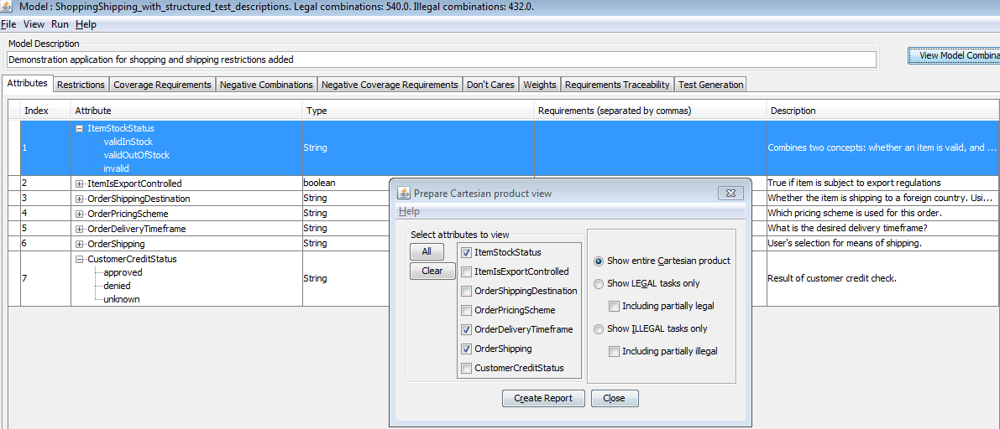 Model : ShoppingShipping_with_structured_test_descriptions. Legal combinations: 540.0. Illegal combinations: 432.0.
File View Run Help
Model Description
Demonstration application for shopping and shipping restrictions added
View Model Combina
Attributes Restrictions Coverage Requirements Negative Combinations Negative Coverage Requirements Don't Cares Weights Requirements Traceability Test Generation
Index Attribute Type Requirements (separated by commas) Description
1 ItemStockStatus String Combines two concepts: whether an item is valid, and ...
validInStock
validOutOfStock
invalid
2 ItemIsExportControlled boolean True if item is subject to export regulations
3 OrderShippingDestination String Whether the item is shipping to a foreign country. Usi...
4 OrderPricingScheme String Which pricing scheme is used for this order.
5 OrderDeliveryTimeframe String What is the desired delivery timeframe?
6 OrderShipping String User's selection for means of shipping.
7 CustomerCreditStatus String Result of customer credit check.
approved
denied
unknown
Prepare Cartesian product view
Help
Select attributes to view
All
Clear
ItemStockStatus
ItemIsExportControlled
OrderShippingDestination
OrderPricingScheme
OrderDeliveryTimeframe
OrderShipping
CustomerCreditStatus
Show entire Cartesian product
Show LEGAL tasks only
Including partially legal
Show ILLEGAL tasks only
Including partially illegal
Create Report Close